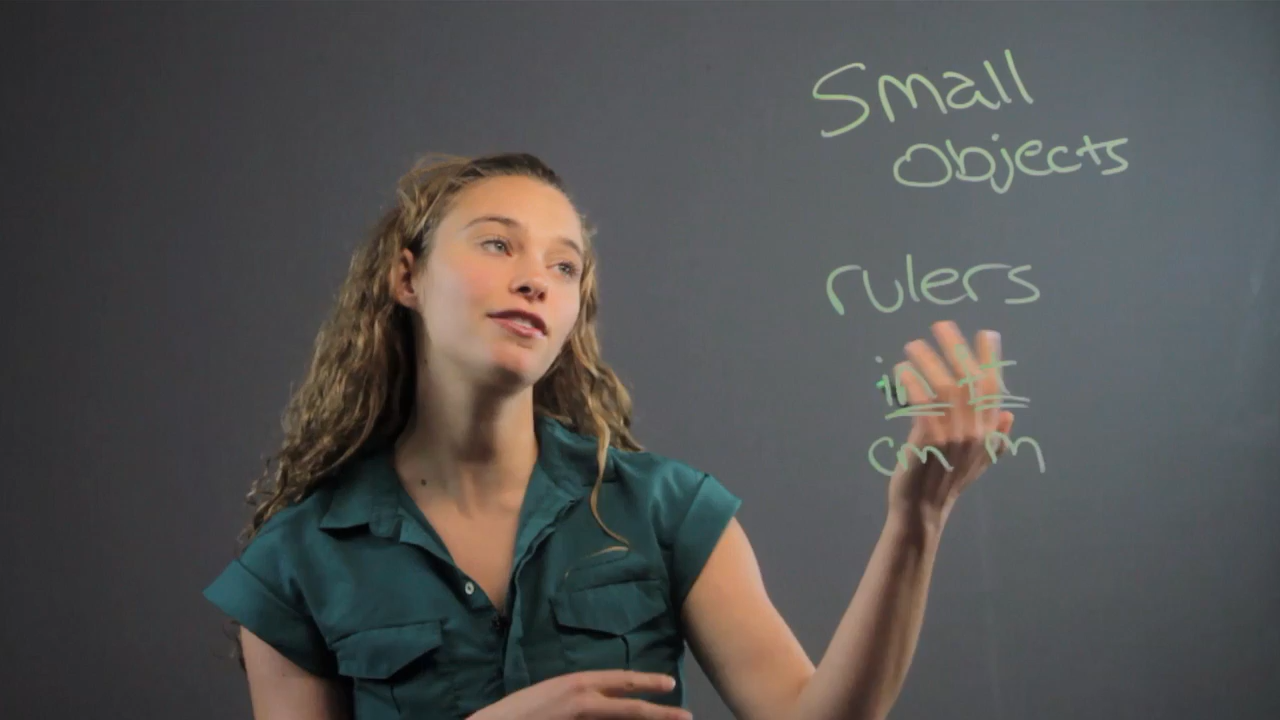 Small
Objects
rulers
in ft
cm m